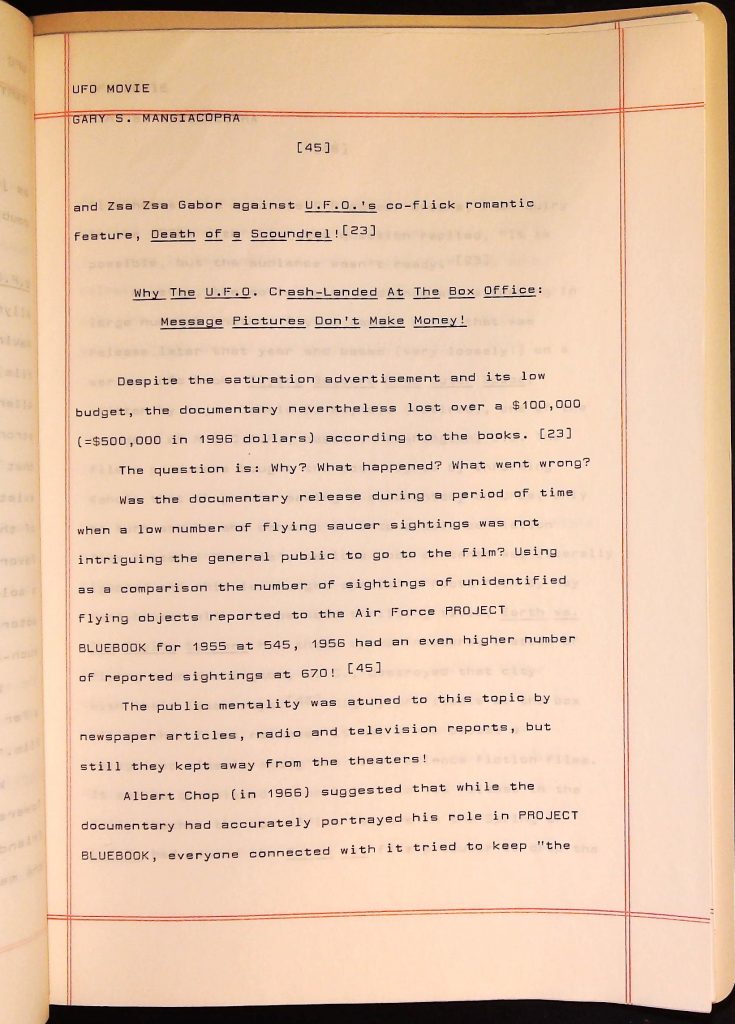 UFO MOVIE
GARY S. MANGIACOPRA
[45]
and Zsa Zsa Gabor against U.F.O.'s co-flick romantic
feature, Death of a Scoundrel![23]
Why The U.F.O. Crash-Landed At The Box Office:
Message Pictures Don't Make Money!
Despite the saturation advertisement and its low
budget, the documentary nevertheless lost over a $100,000
(=$500,000 in 1996 dollars) according to the books. [23]
The question is: Why? What happened? What went wrong?
Was the documentary release during a period of time
when a low number of flying saucer sightings was not
intriguing the general public to go to the film? Using
as a comparison the number of sightings of unidentified
flying objects reported to the Air Force PROJECT
BLUEBOOK for 1955 at 545, 1956 had an even higher number
of reported sightings at 670! [45]
The public mentality was atuned to this topic by
newspaper articles, radio and television reports, but
still they kept away from the theaters!
Albert Chop (in 1966) suggested that while the
documentary had accurately portrayed his role in PROJECT
BLUEBOOK, everyone connected with it tried to keep "the